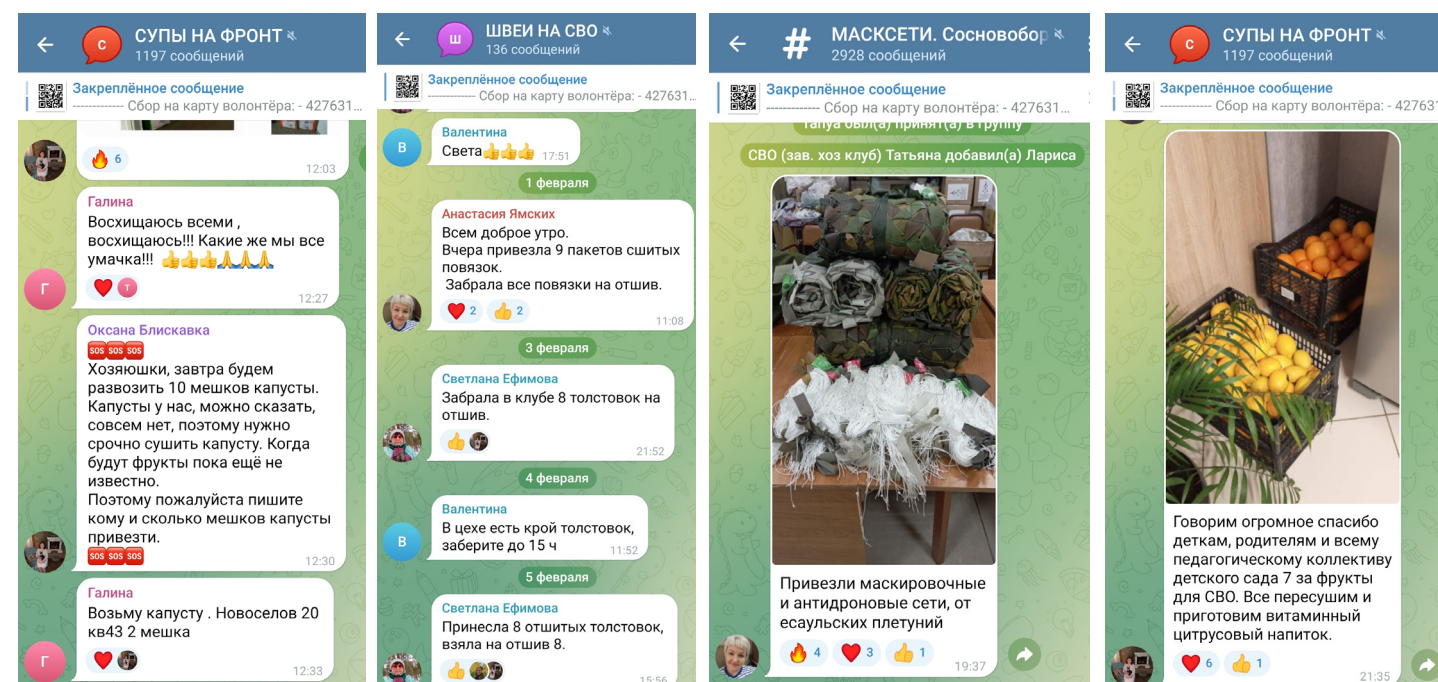 СУПЫ НА ФРОНТ
1197 сообщений
Закреплённое сообщение
------------- Сбор на карту волонтёра: - 427631...
6
12:03
Галина
Восхищаюсь всеми ,
восхищаюсь!!! Какие же мы все
умачка!!! 👍👍👍🙏🙏🙏
Г
Т
12:27
Оксана Блискавка
🆘🆘🆘
Хозяюшки, завтра будем
развозить 10 мешков капусты.
Капусты у нас, можно сказать,
совсем нет, поэтому нужно
срочно сушить капусту. Когда
будут фрукты пока ещё не
известно.
Поэтому пожалуйста пишите
кому и сколько мешков капусты
привезти.
🆘🆘🆘
12:30
Галина
Возьму капусту . Новоселов 20
кв43 2 мешка
Г
12:33
Ш
ШВЕИ НА СВО
136 сообщений
Закреплённое сообщение
------------- Сбор на карту волонтёра: - 427631...
В
Валентина
Света👍👍👍 17:51
1 февраля
Анастасия Ямских
Всем доброе утро.
Вчера привезла 9 пакетов сшитых
повязок.
Забрала все повязки на отшив.
2 2
11:08
3 февраля
Светлана Ефимова
Забрала в клубе 8 толстовок на
отшив.
21:52
4 февраля
Валентина
В цехе есть крой толстовок,
заберите до 15 ч 11:52
В
5 февраля
Светлана Ефимова
Принесла 8 отшитых толстовок,
взяла на отшив 8.
15:56
#
МАСКСЕТИ. Сосновобор
2928 сообщений
Закреплённое сообщение
------------- Сбор на карту волонтёра: - 427631...
Tanya был(а) принят(а) в группу
СВО (зав. хоз клуб) Татьяна добавил(а) Лариса
Привезли маскировочные
и антидроновые сети, от
есаульских плетуний
4 3 1
19:37
С
СУПЫ НА ФРОНТ
1197 сообщений
Закреплённое сообщение
------------- Сбор на карту волонтёра: - 42763
Говорим огромное спасибо
деткам, родителям и всему
педагогическому коллективу
детского сада 7 за фрукты
для СВО. Все пересушим и
приготовим витаминный
цитрусовый напиток.
6 1
21:35